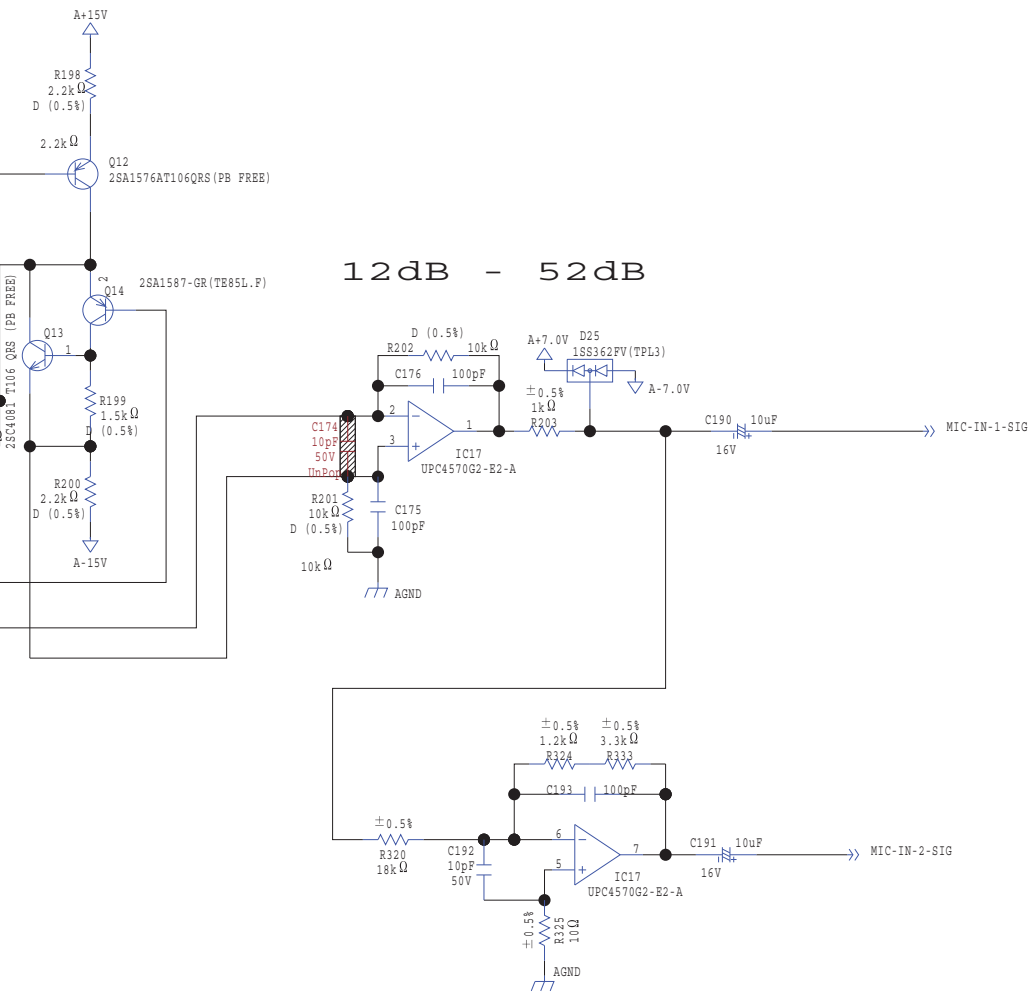 A+15V
R198
2.2kΩ
D (0.5%)
2.2kΩ
Q12
2SA1576AT106QRS(PB FREE)
12dB - 52dB
2
Q14
2SA1587-GR(TE85L.F)
2SC4081 T106 QRS (PB FREE)
Q13
1
R199
1.5kΩ
D (0.5%)
R200
2.2kΩ
D (0.5%)
A-15V
D (0.5%)
R202
10kΩ
C176
100pF
C174
10pF
50V
UnPop
2
3
1
IC17
UPC4570G2-E2-A
R201
10kΩ
D (0.5%)
10kΩ
C175
100pF
AGND
A+7.0V
D25
1SS362FV(TPL3)
A-7.0V
±0.5%
1kΩ
R203
C190
10uF
16V
MIC-IN-1-SIG
±0.5%
1.2kΩ
R324
±0.5%
3.3kΩ
R333
C193
100pF
±0.5%
R320
18kΩ
C192
10pF
50V
6
5
7
IC17
UPC4570G2-E2-A
±0.5%
R325
10Ω
AGND
C191
10uF
16V
MIC-IN-2-SIG